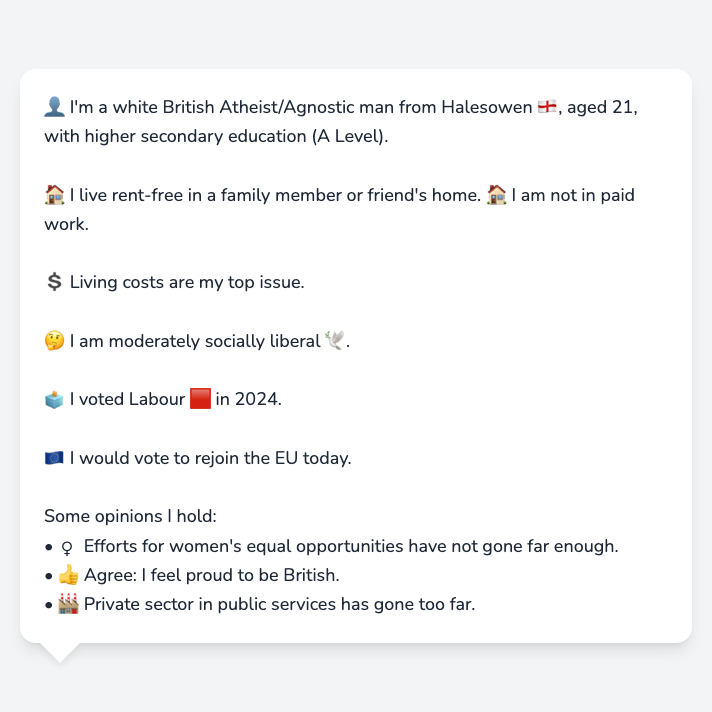 👤 I'm a white British Atheist/Agnostic man from Halesowen 🏴󠁧󠁢󠁥󠁮󠁧󠁿, aged 21,
with higher secondary education (A Level).
🏠 I live rent-free in a family member or friend's home. 🏠 I am not in paid
work.
💲 Living costs are my top issue.
🤔 I am moderately socially liberal 🕊️.
🗳️ I voted Labour 🟥 in 2024.
🇪🇺 I would vote to rejoin the EU today.
Some opinions I hold:
• ♀ Efforts for women's equal opportunities have not gone far enough.
• 👍 Agree: I feel proud to be British.
• 🏭 Private sector in public services has gone too far.